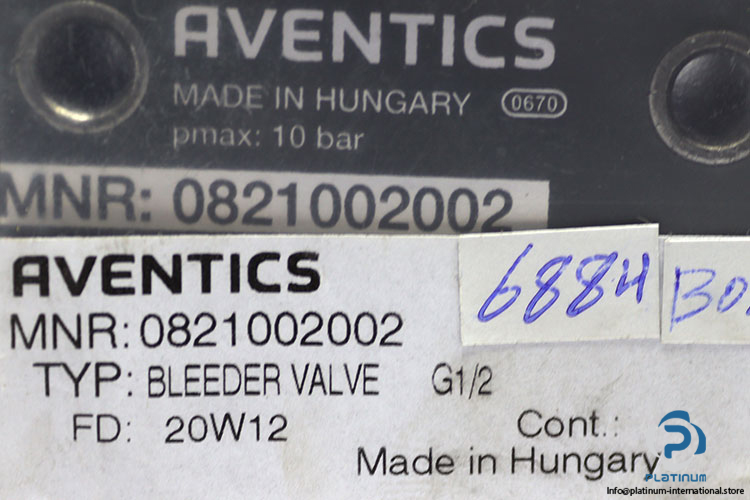 AVENTICS
MADE IN HUNGARY 0670
pmax: 10 bar
MNR: 0821002002
AVENTICS
MNR: 0821002002
TYP: BLEEDER VALVE G1/2
FD: 20W12
Cont.:
Made in Hungary
6884
PLATINUM
Info@platinum-international.store